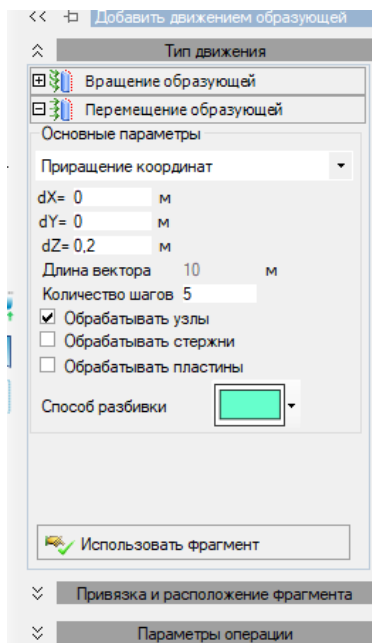 Добавить движением образующей
Тип движения
Вращение образующей
Перемещение образующей
Основные параметры
Приращение координат
dX= 0 м
dY= 0 м
dZ= 0,2 м
Длина вектора 10 м
Количество шагов 5
Обрабатывать узлы
Обрабатывать стержни
Обрабатывать пластины
Способ разбивки
Использовать фрагмент
Привязка и расположение фрагмента
Параметры операции